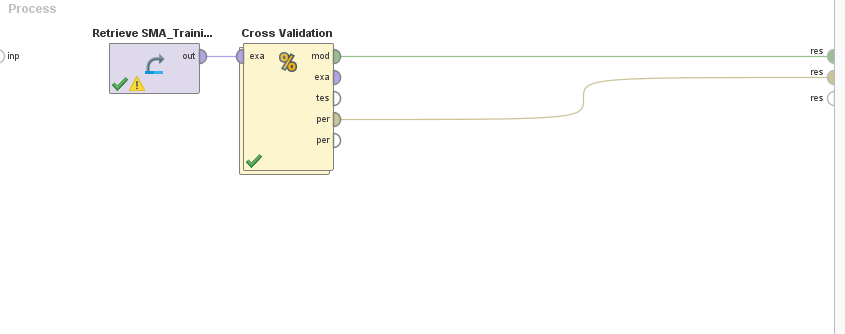 Process
Retrieve SMA_Traini...
Cross Validation
inp
out
exa
%
mod
exa
tes
per
per
res
res
res